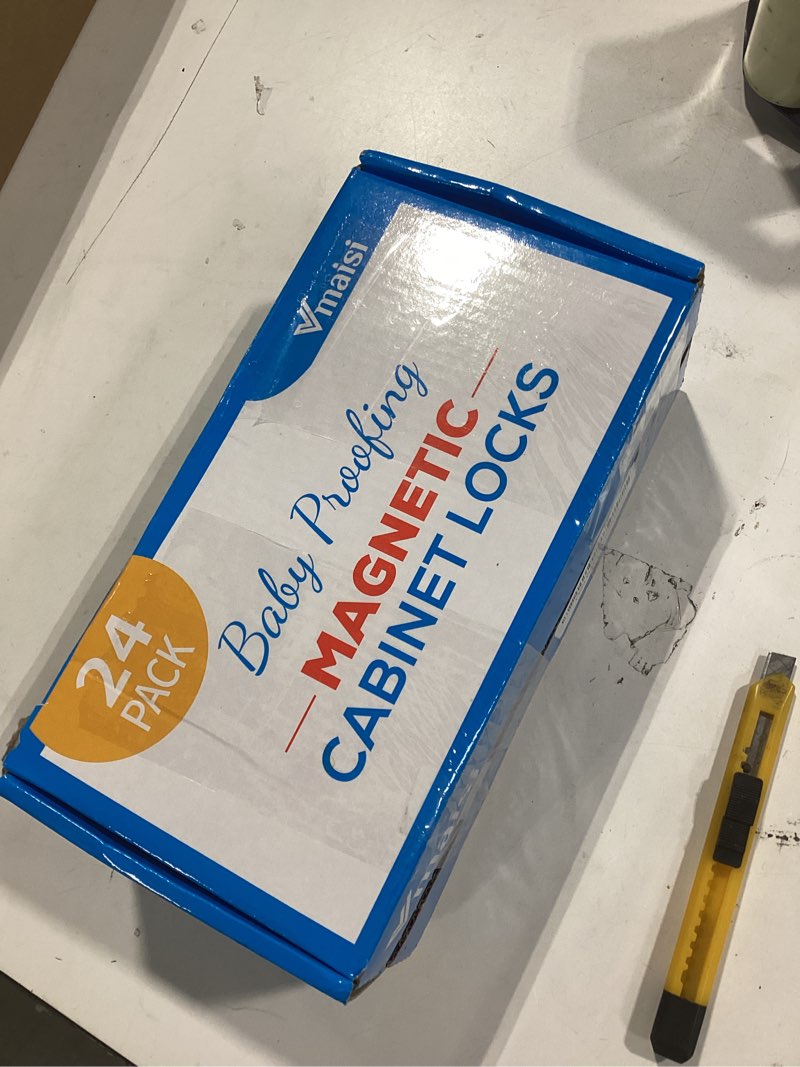 Vmaisi
Baby Proofing
MAGNETIC
CABINET LOCKS
24
PACK